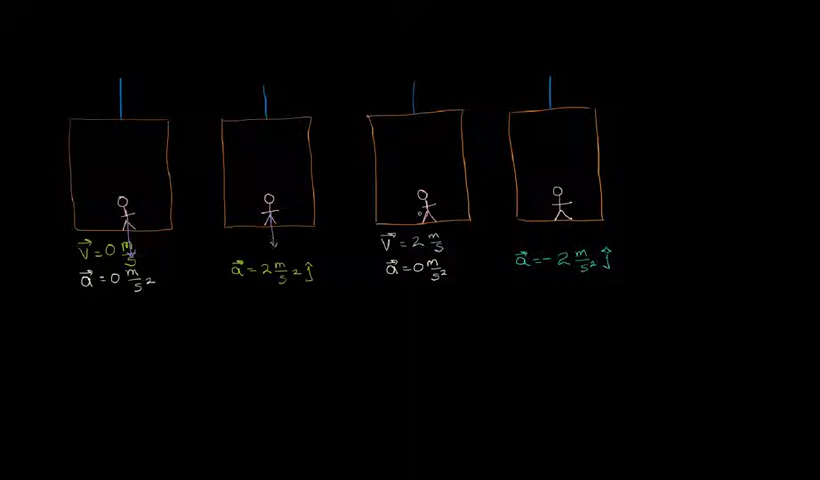 v⃗ = 0 m/s
a⃗ = 0 m/s²
a⃗ = 2 m/s² ĵ
v⃗ = 2 m/s
a⃗ = 0 m/s²
a⃗ = -2 m/s² ĵ